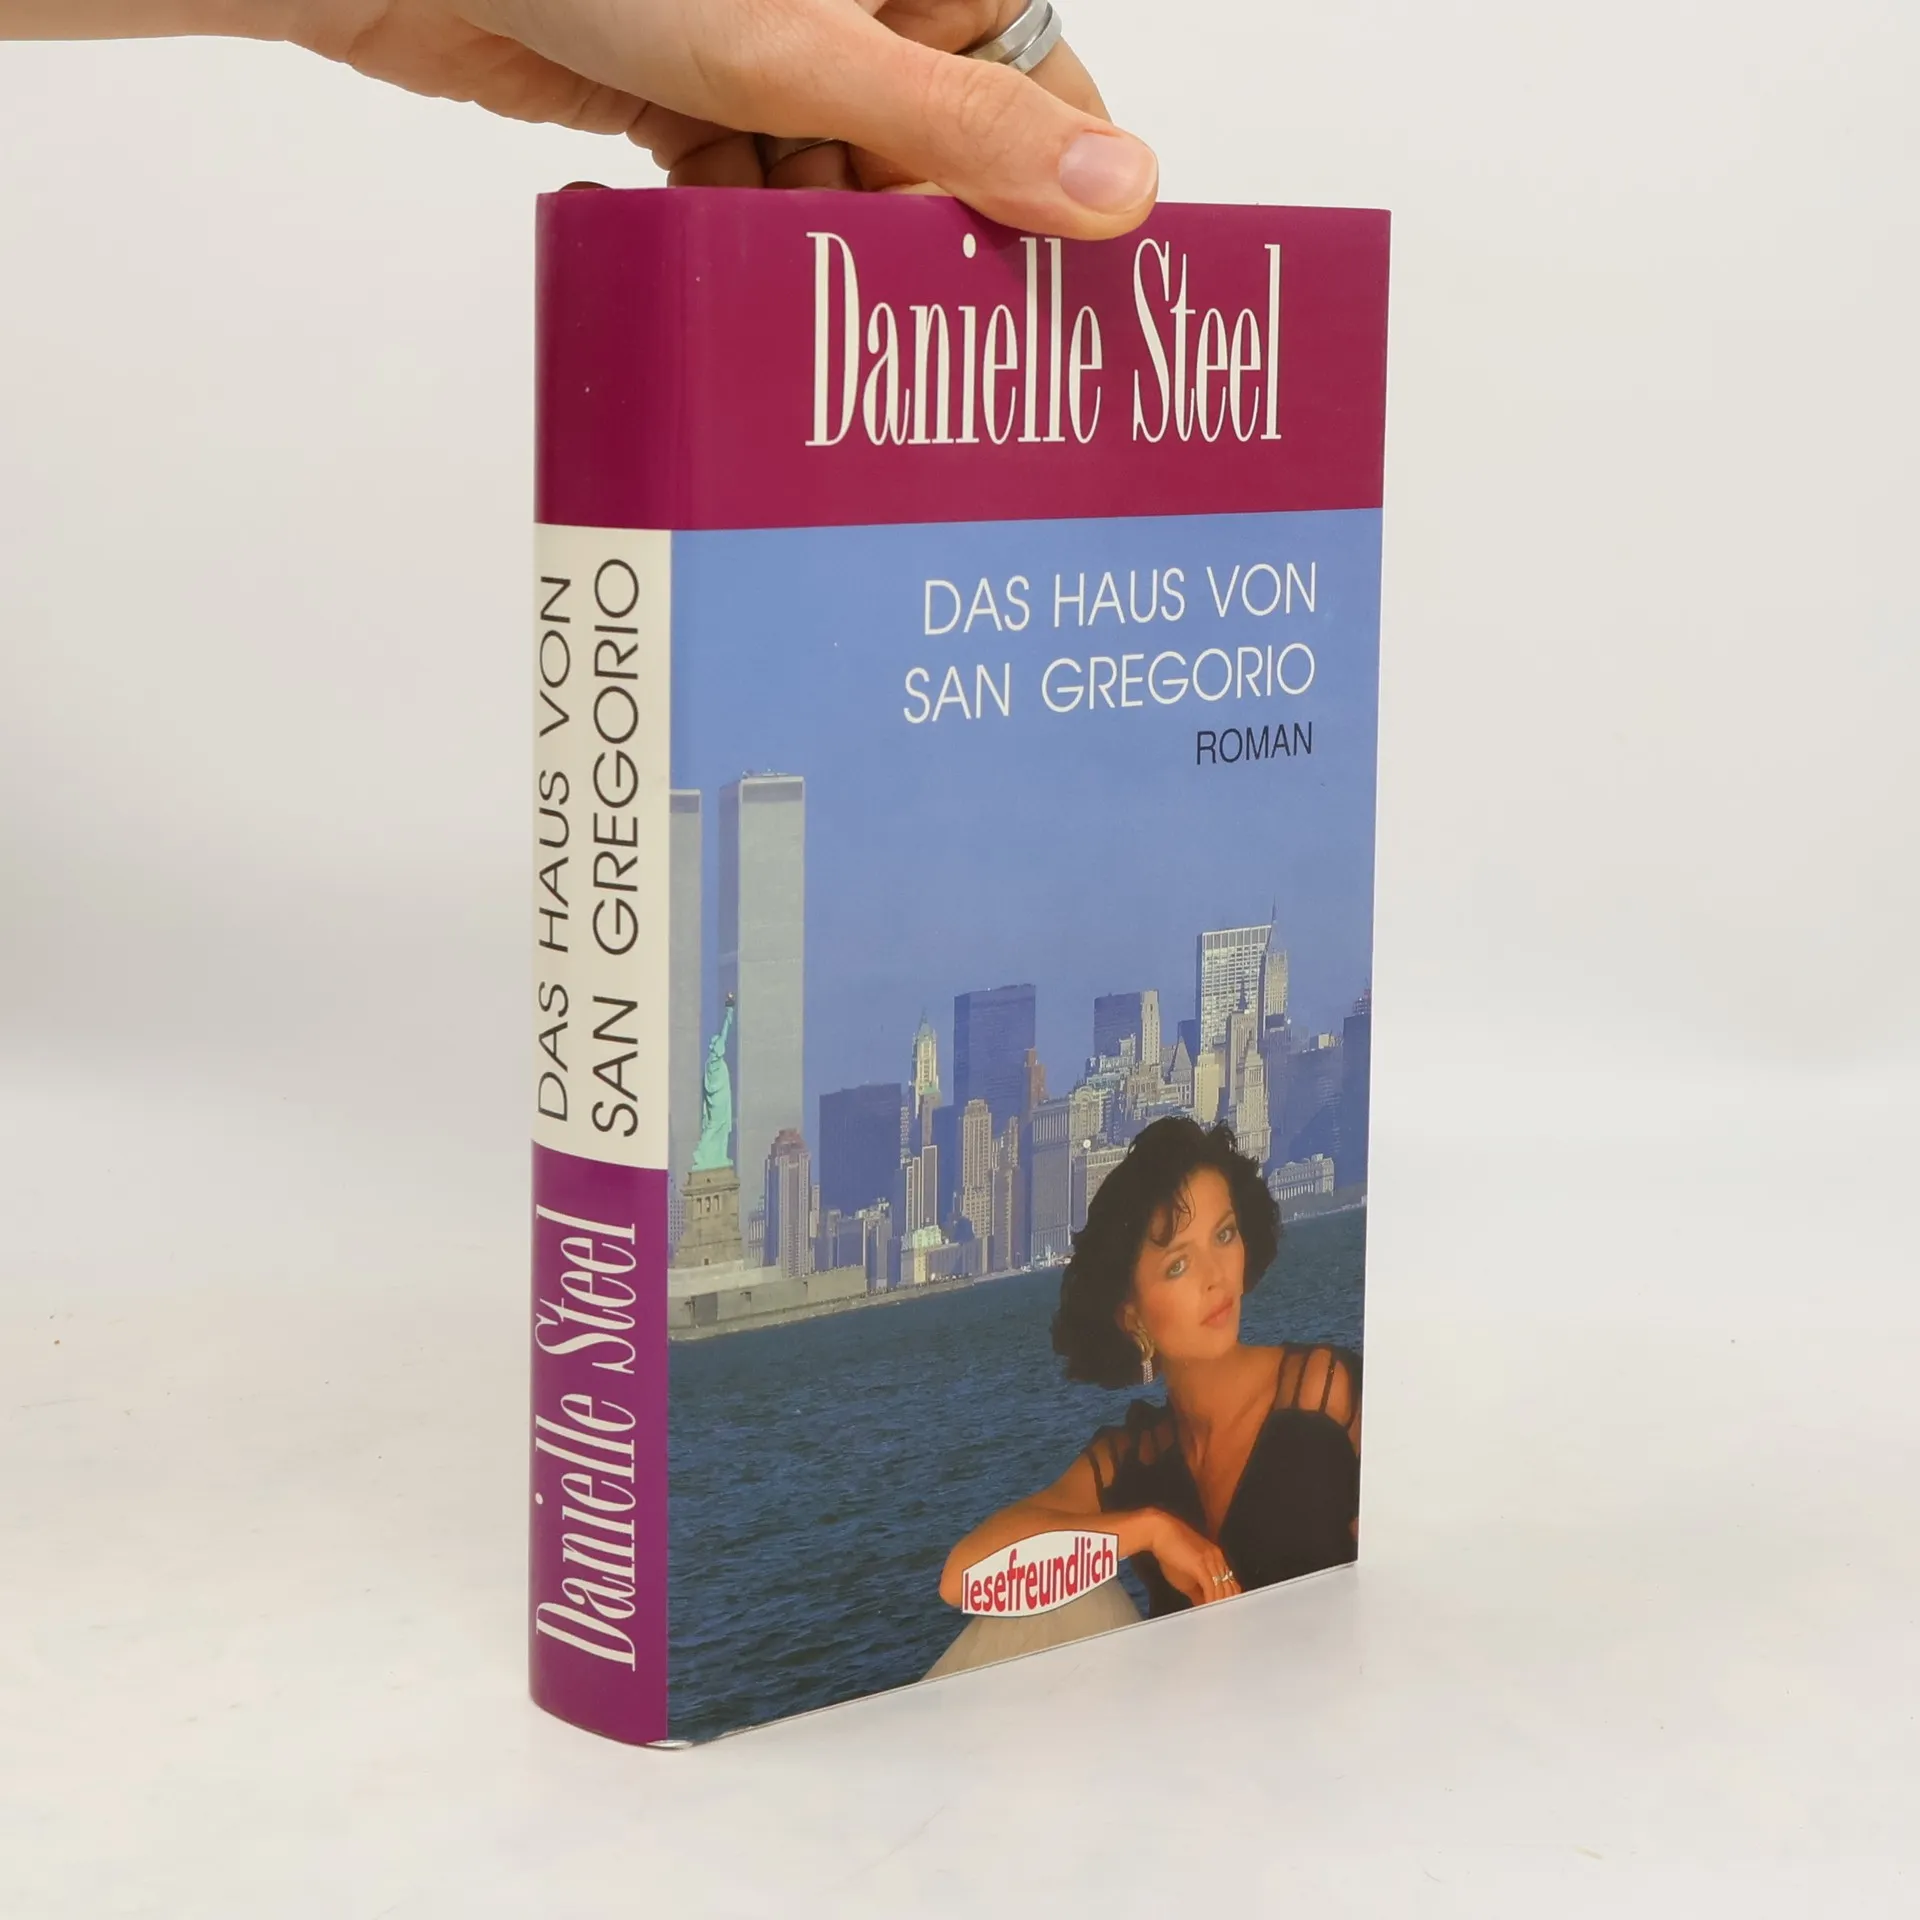 Danielle Steel
DAS HAUS VON
SAN GREGORIO
ROMAN
lesefreundlich
DAS HAUS VON
SAN GREGORIO
Danielle Steel